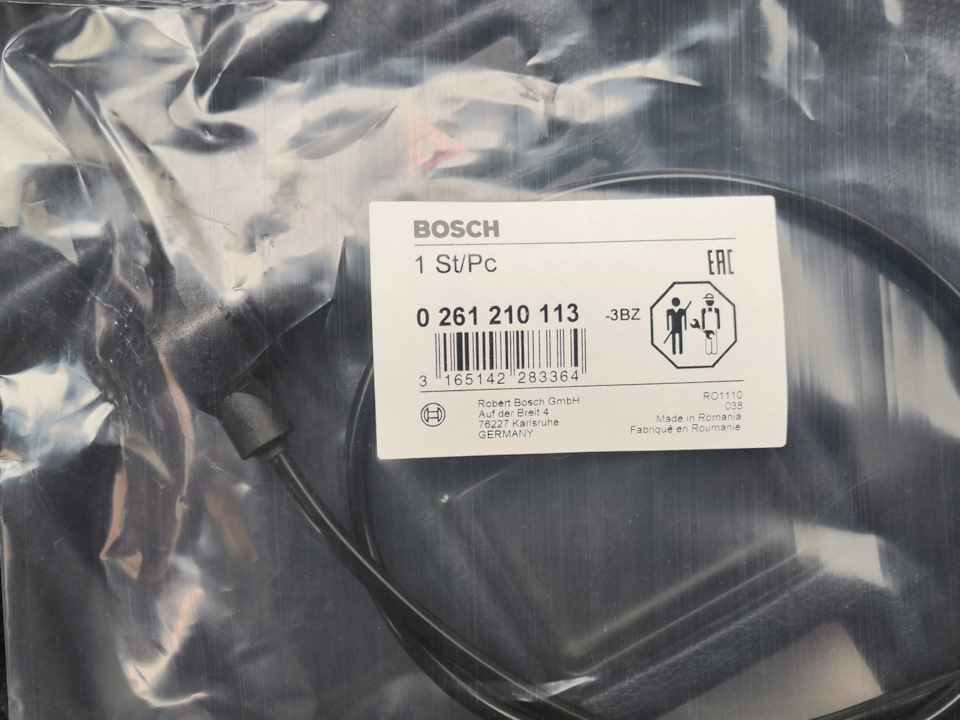 BOSCH
1 St/Pc
EAC
0 261 210 113 -3BZ
3 165142 283364
Robert Bosch GmbH
Auf der Breit 4
76227 Karlsruhe
GERMANY
RO1110
038
Made in Romania
Fabriqué en Roumanie